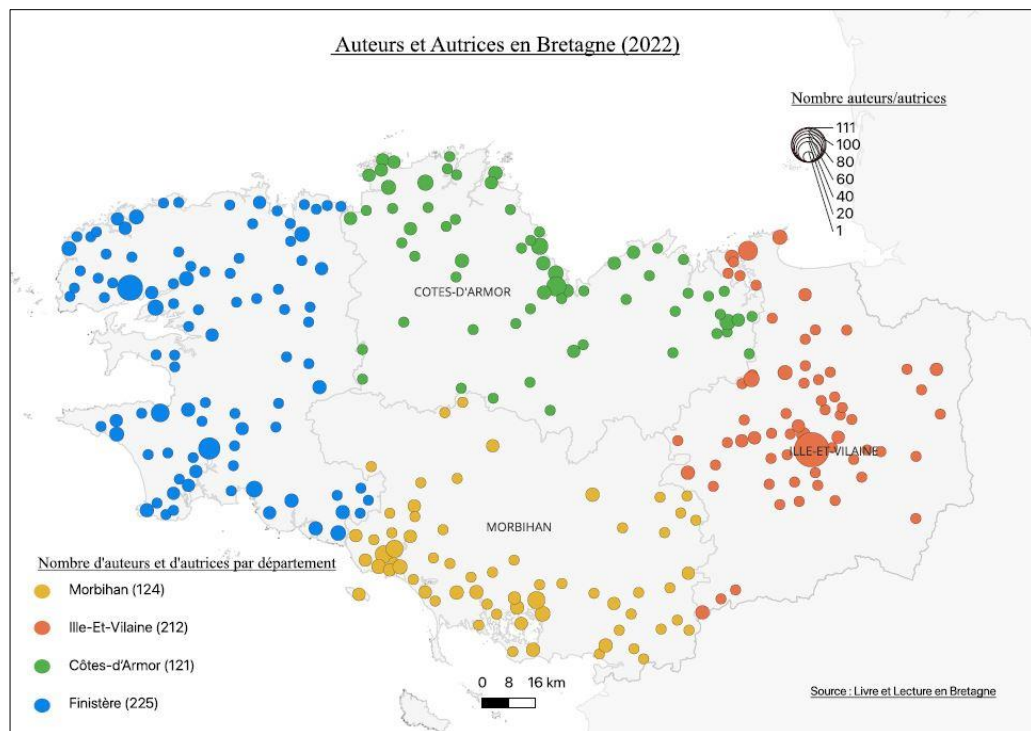 Auteurs et Autrices en Bretagne (2022)
Nombre auteurs/autrices
111
100
80
60
40
20
1
COTES-D'ARMOR
ILLE-ET-VILAINE
MORBIHAN
Nombre d'auteurs et d'autrices par département
Morbihan (124)
Ille-Et-Vilaine (212)
Côtes-d'Armor (121)
Finistère (225)
0 8 16 km
Source : Livre et Lecture en Bretagne